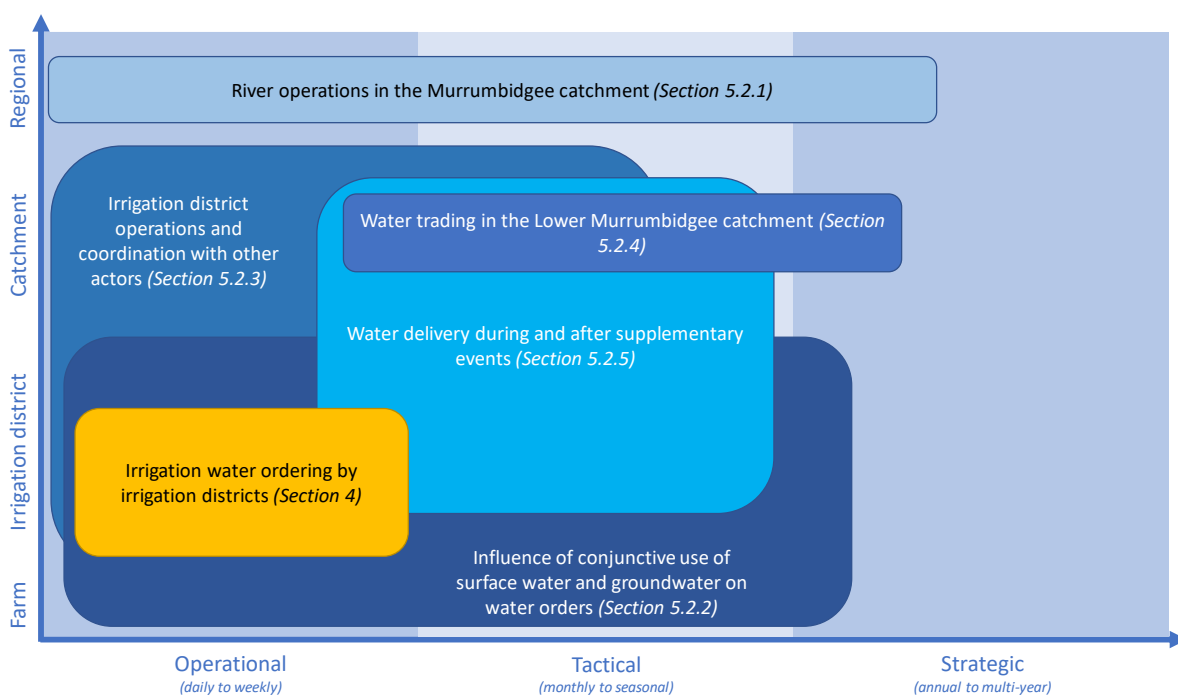 Regional
River operations in the Murrumbidgee catchment (Section 5.2.1)
Catchment
Irrigation district
operations and
coordination with other
actors (Section 5.2.3)
Water trading in the Lower Murrumbidgee catchment (Section
5.2.4)
Water delivery during and after supplementary
events (Section 5.2.5)
Irrigation district
Irrigation water ordering by
irrigation districts (Section 4)
Farm
Influence of conjunctive use of
surface water and groundwater on
water orders (Section 5.2.2)
Operational
(daily to weekly)
Tactical
(monthly to seasonal)
Strategic
(annual to multi-year)